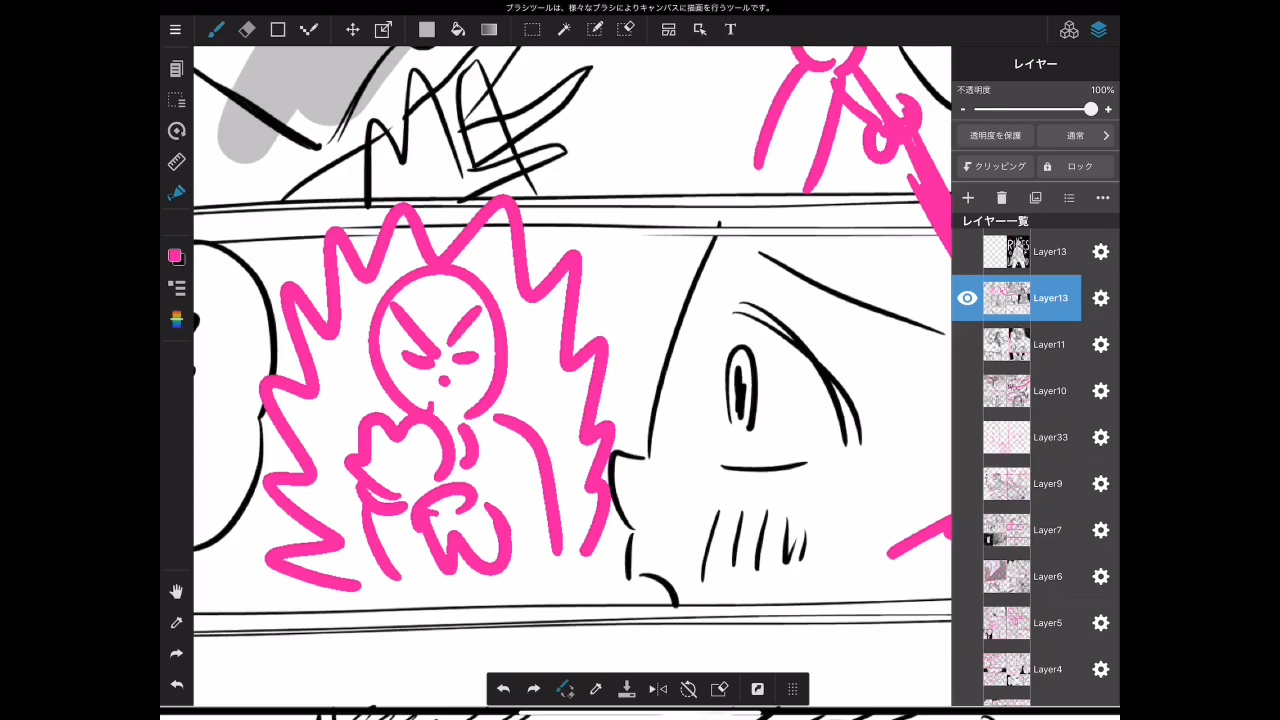 ブラシツールは、様々なブラシによりキャンバスに描画を行うツールです。
T
レイヤー
不透明度 100%
- +
透明度を保護 通常
クリッピング ロック
レイヤー一覧
Layer13
Layer13
Layer11
Layer10
Layer33
Layer9
Layer7
Layer6
Layer5
Layer4